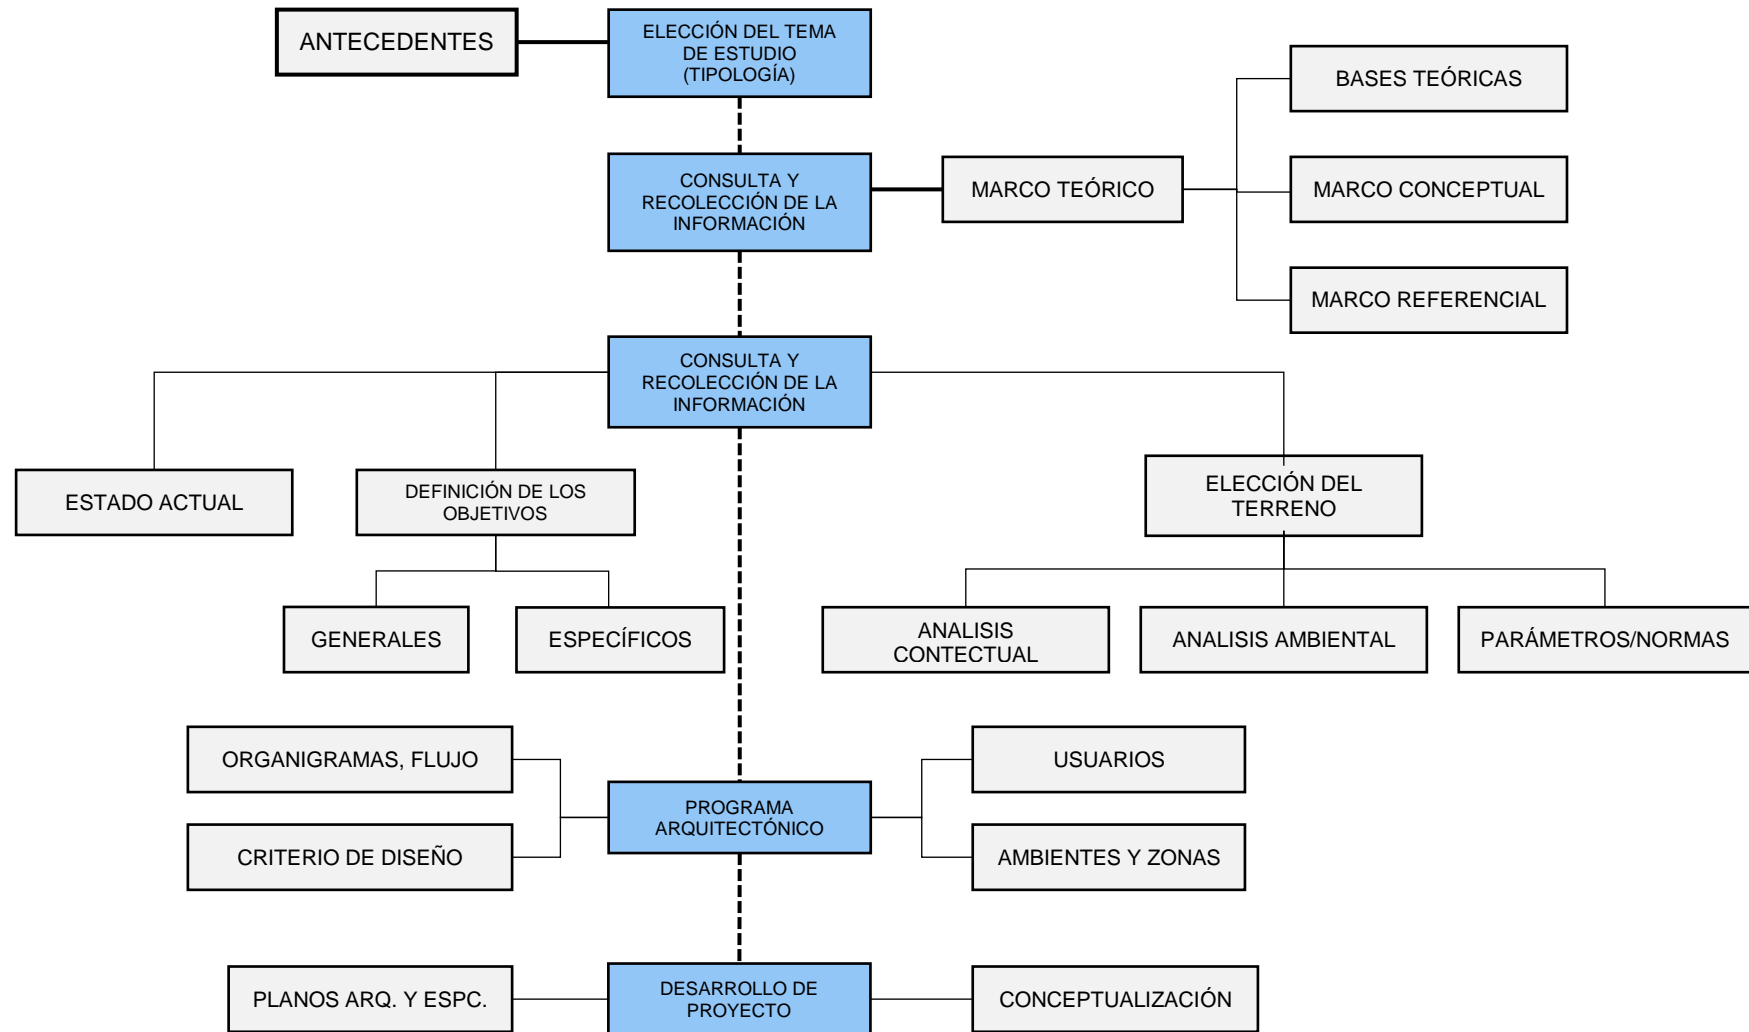 ANTECEDENTES
ELECCIÓN DEL TEMA
DE ESTUDIO
(TIPOLOGÍA)
BASES TEÓRICAS
CONSULTA Y
RECOLECCIÓN DE LA
INFORMACIÓN
MARCO TEÓRICO
MARCO CONCEPTUAL
MARCO REFERENCIAL
CONSULTA Y
RECOLECCIÓN DE LA
INFORMACIÓN
ESTADO ACTUAL
DEFINICIÓN DE LOS
OBJETIVOS
ELECCIÓN DEL
TERRENO
GENERALES
ESPECÍFICOS
ANALISIS
CONTECTUAL
ANALISIS AMBIENTAL
PARÁMETROS/NORMAS
ORGANIGRAMAS, FLUJO
USUARIOS
PROGRAMA
ARQUITECTÓNICO
CRITERIO DE DISEÑO
AMBIENTES Y ZONAS
PLANOS ARQ. Y ESPC.
DESARROLLO DE
PROYECTO
CONCEPTUALIZACIÓN